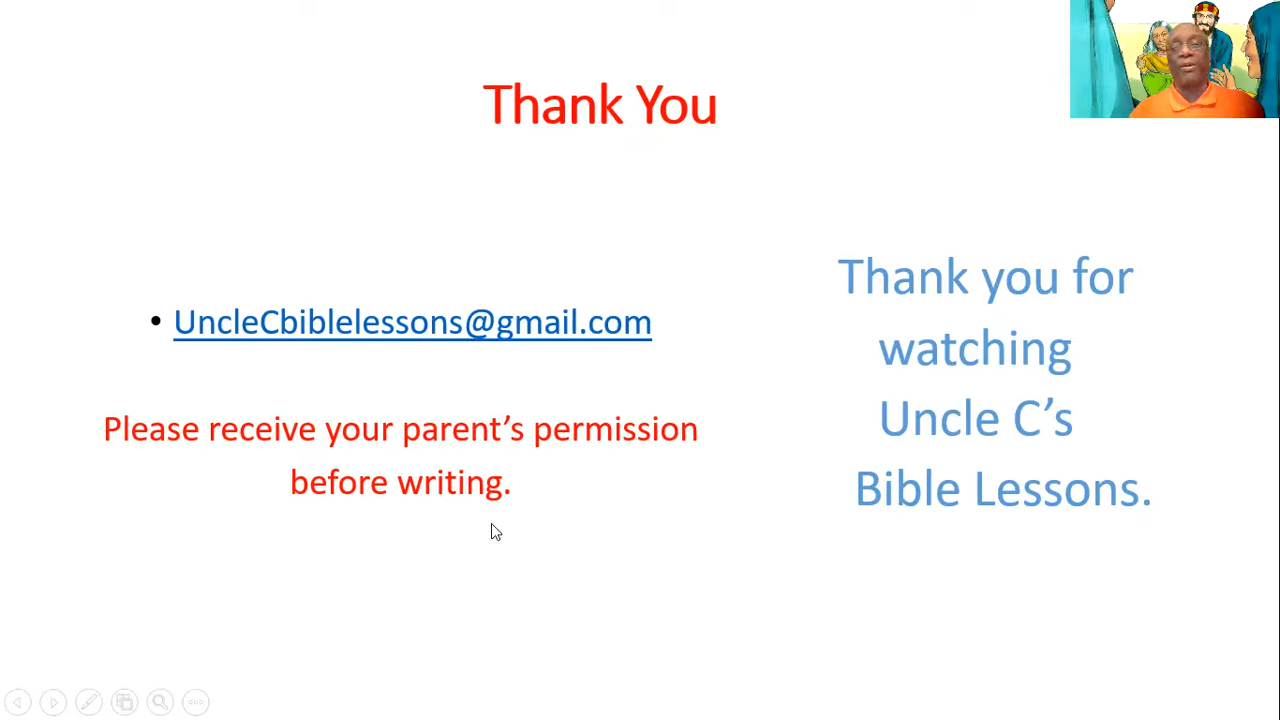 Thank You
• UncleCbiblelessons@gmail.com
Please receive your parent’s permission
before writing.
Thank you for
watching
Uncle C’s
Bible Lessons.